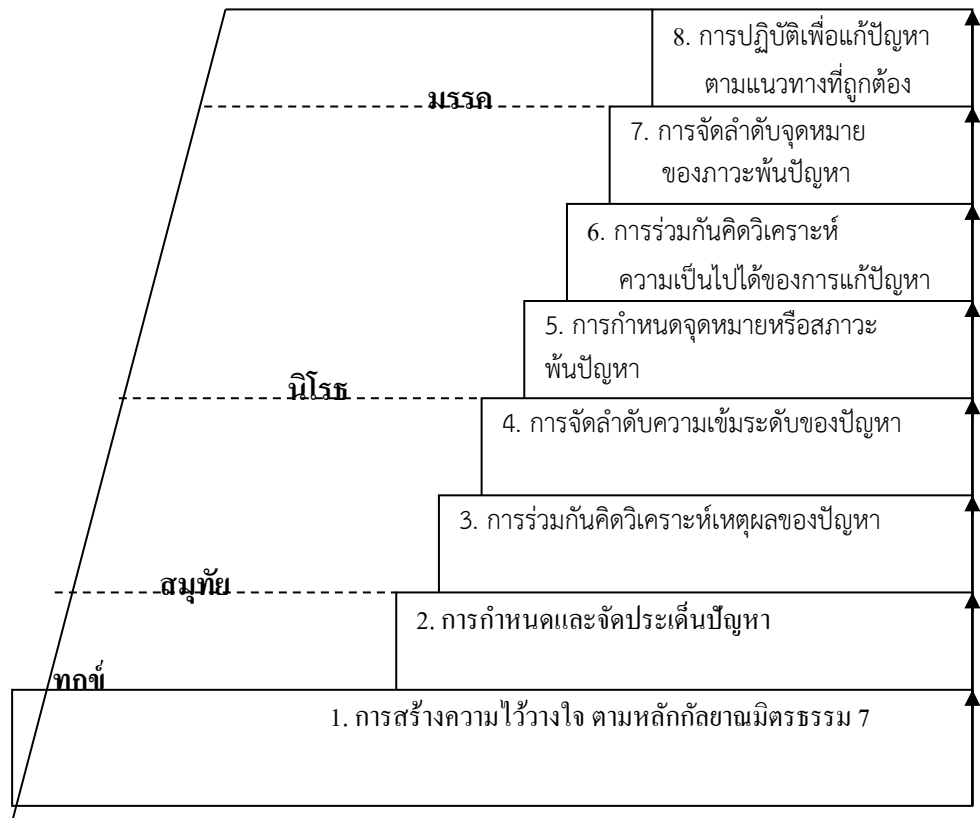 8. การปฏิบัติเพื่อแก้ปัญหา
ตามแนวทางที่ถูกต้อง
มรรค
7. การจัดลำดับจุดหมาย
ของภาวะพ้นปัญหา
6. การร่วมกันคิดวิเคราะห์
ความเป็นไปได้ของการแก้ปัญหา
5. การกำหนดจุดหมายหรือสภาวะ
พ้นปัญหา
นิโรธ
4. การจัดลำดับความเข้มระดับของปัญหา
3. การร่วมกันคิดวิเคราะห์เหตุผลของปัญหา
สมุทัย
2. การกำหนดและจัดประเด็นปัญหา
ทุกข์
1. การสร้างความไว้วางใจ ตามหลักกัลยาณมิตรธรรม 7